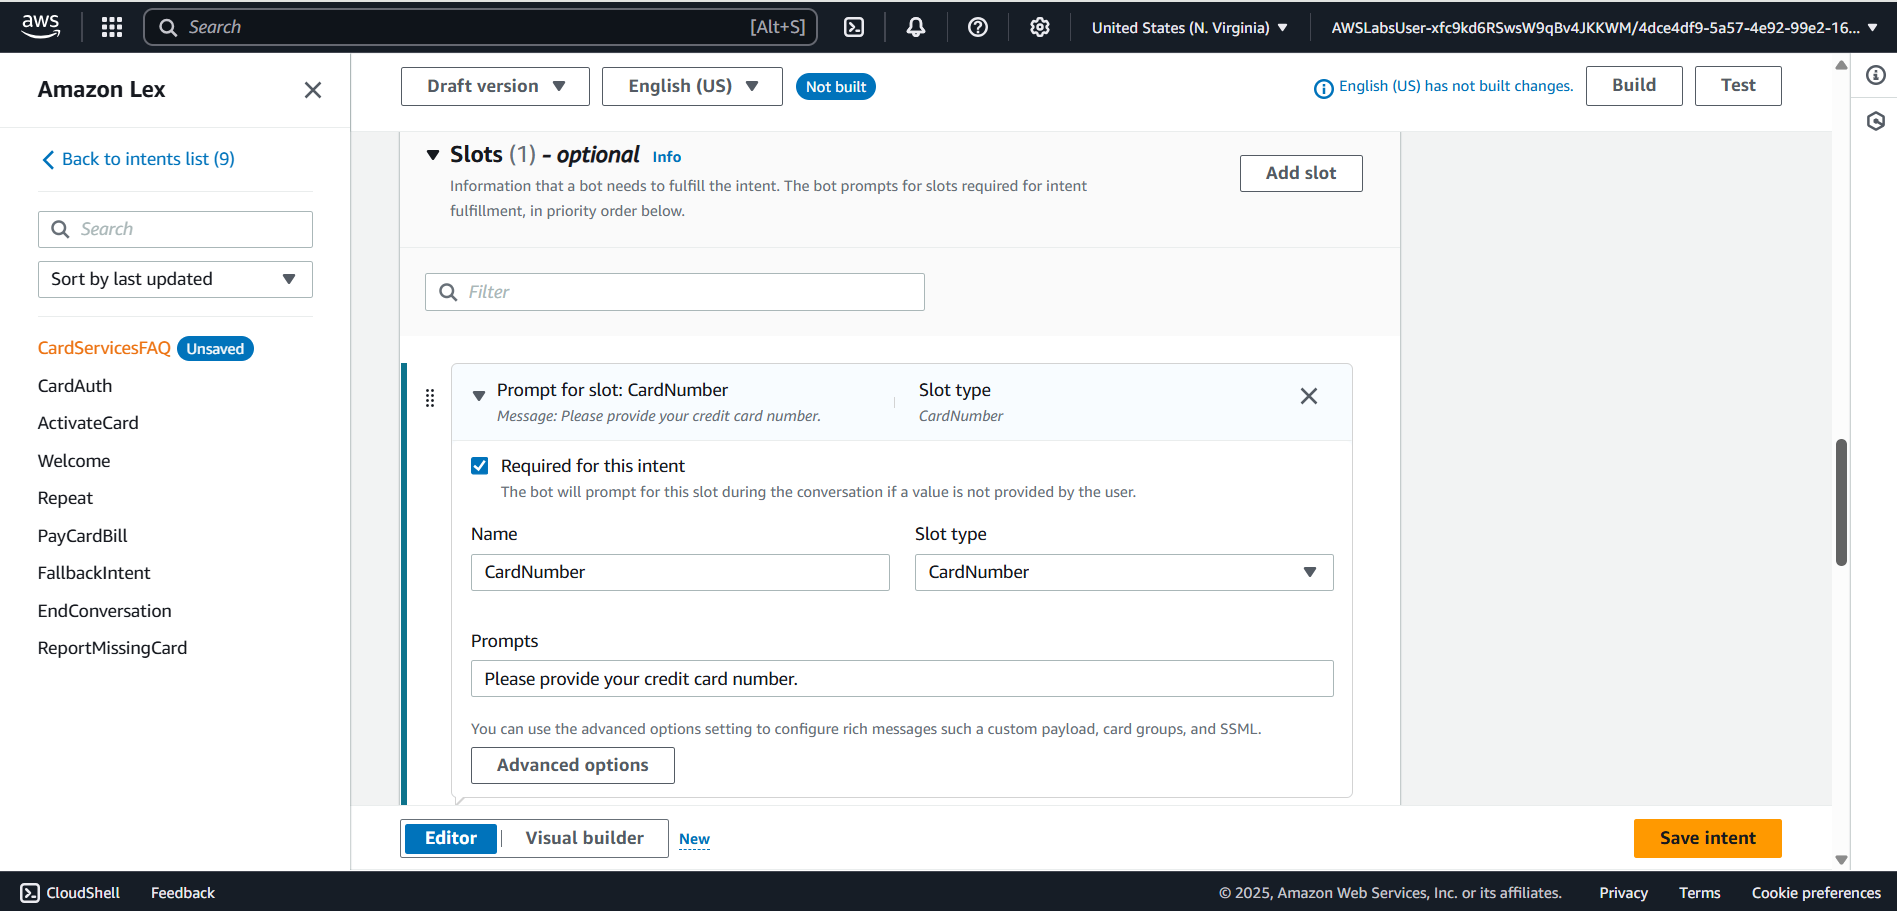 aws
Search [Alt+S]
United States (N. Virginia)
AWSLabsUser-xfc9kd6RSwsW9qBv4JKKWM/4dce4df9-5a57-4e92-99e2-16...
Amazon Lex
Back to intents list (9)
Search
Sort by last updated
CardServicesFAQ Unsaved
CardAuth
ActivateCard
Welcome
Repeat
PayCardBill
FallbackIntent
EndConversation
ReportMissingCard
Draft version
English (US)
Not built
English (US) has not built changes.
Build
Test
Slots (1) - optional Info
Information that a bot needs to fulfill the intent. The bot prompts for slots required for intent
fulfillment, in priority order below.
Add slot
Filter
Prompt for slot: CardNumber
Message: Please provide your credit card number.
Slot type
CardNumber
Required for this intent
The bot will prompt for this slot during the conversation if a value is not provided by the user.
Name
CardNumber
Slot type
CardNumber
Prompts
Please provide your credit card number.
You can use the advanced options setting to configure rich messages such a custom payload, card groups, and SSML.
Advanced options
Editor
Visual builder
New
Save intent
CloudShell
Feedback
© 2025, Amazon Web Services, Inc. or its affiliates.
Privacy
Terms
Cookie preferences